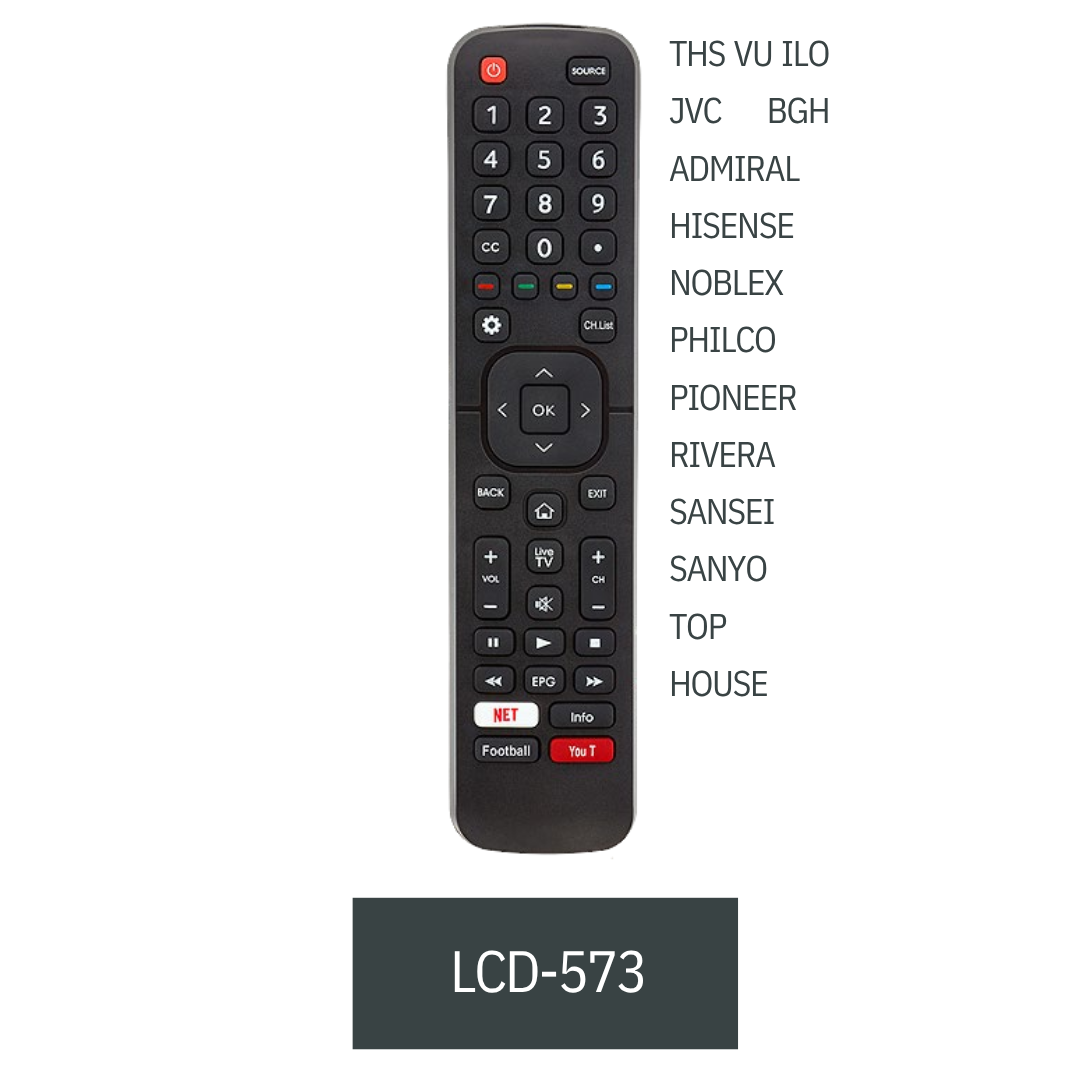 SOURCE
1 2 3
4 5 6
7 8 9
CC 0 •
CH.List
OK
BACK EXIT
+ Live TV +
VOL CH
- -
EPG
NET Info
Football You T
THS VU ILO
JVC BGH
ADMIRAL
HISENSE
NOBLEX
PHILCO
PIONEER
RIVERA
SANSEI
SANYO
TOP
HOUSE
LCD-573